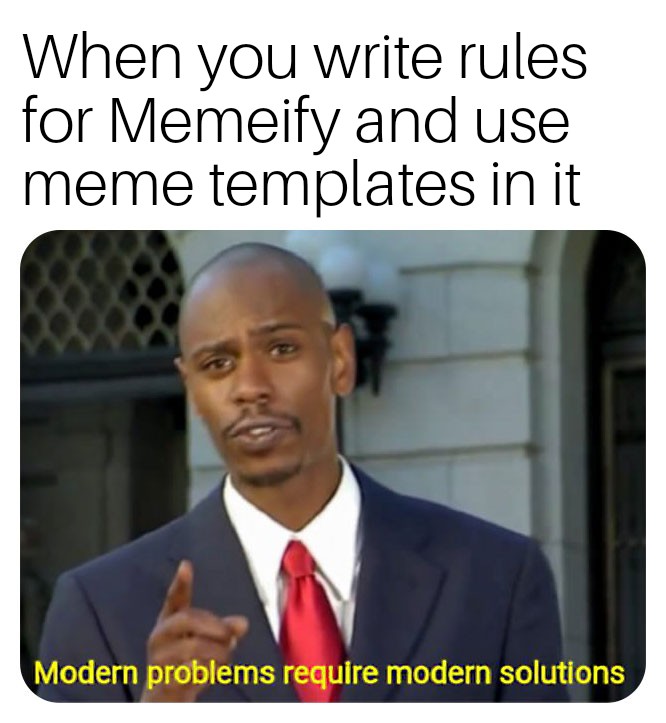 When you write rules
for Memeify and use
meme templates in it
Modern problems require modern solutions